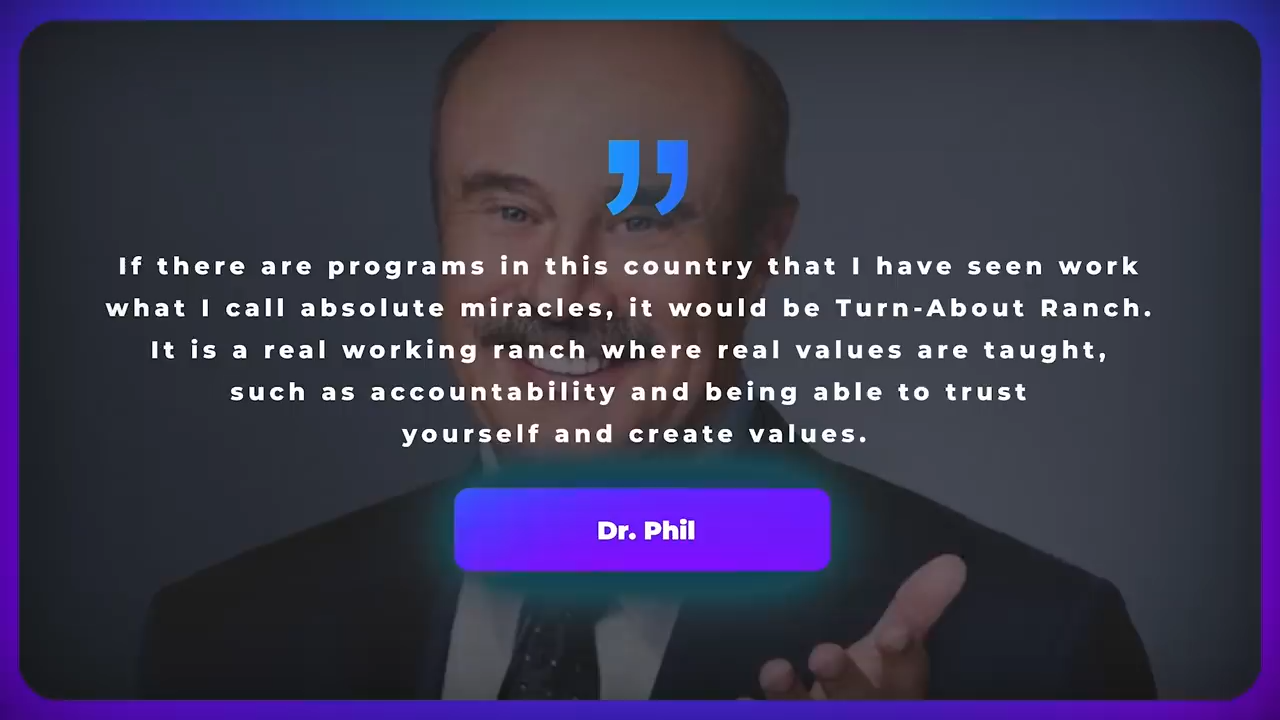 ”
If there are programs in this country that I have seen work
what I call absolute miracles, it would be Turn-About Ranch.
It is a real working ranch where real values are taught,
such as accountability and being able to trust
yourself and create values.
Dr. Phil